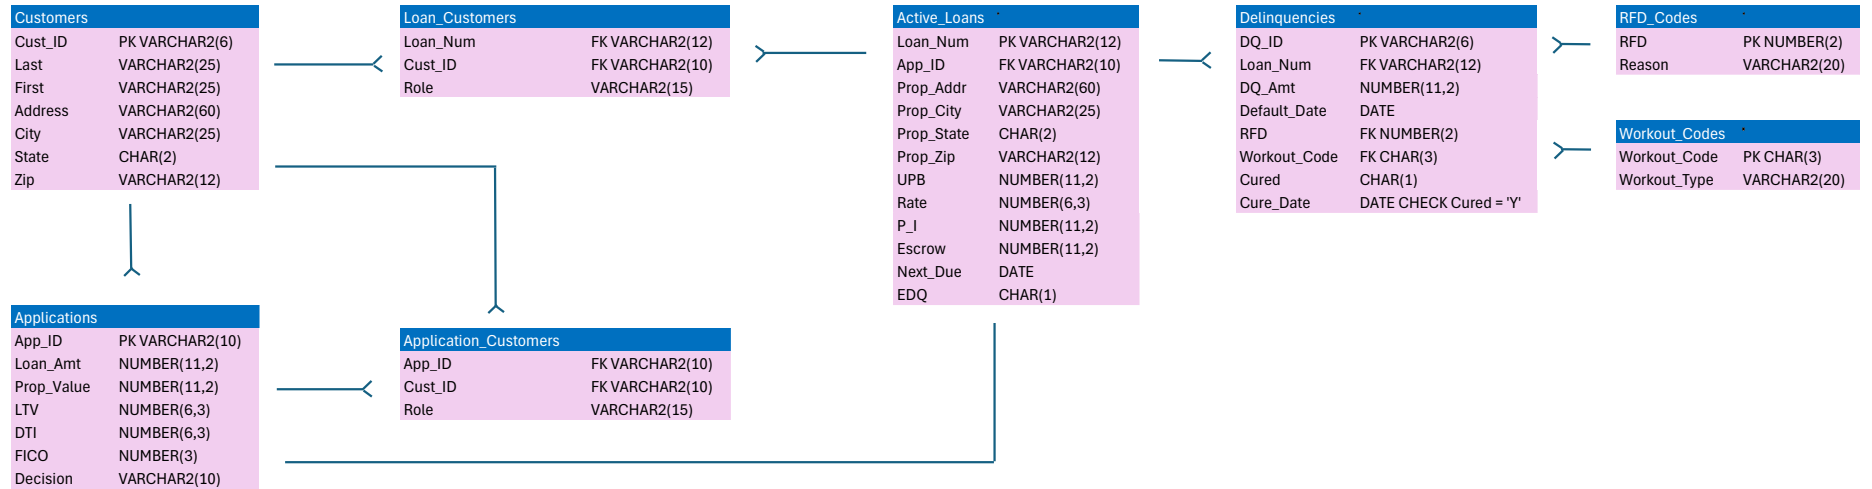 Customers
Cust_ID PK VARCHAR2(6)
Last VARCHAR2(25)
First VARCHAR2(25)
Address VARCHAR2(60)
City VARCHAR2(25)
State CHAR(2)
Zip VARCHAR2(12)
Loan_Customers
Loan_Num FK VARCHAR2(12)
Cust_ID FK VARCHAR2(10)
Role VARCHAR2(15)
Active_Loans
Loan_Num PK VARCHAR2(12)
App_ID FK VARCHAR2(10)
Prop_Addr VARCHAR2(60)
Prop_City VARCHAR2(25)
Prop_State CHAR(2)
Prop_Zip VARCHAR2(12)
UPB NUMBER(11,2)
Rate NUMBER(6,3)
P_I NUMBER(11,2)
Escrow NUMBER(11,2)
Next_Due DATE
EDQ CHAR(1)
Delinquencies
DQ_ID PK VARCHAR2(6)
Loan_Num FK VARCHAR2(12)
DQ_Amt NUMBER(11,2)
Default_Date DATE
RFD FK NUMBER(2)
Workout_Code FK CHAR(3)
Cured CHAR(1)
Cure_Date DATE CHECK Cured = 'Y'
RFD_Codes
RFD PK NUMBER(2)
Reason VARCHAR2(20)
Workout_Codes
Workout_Code PK CHAR(3)
Workout_Type VARCHAR2(20)
Applications
App_ID PK VARCHAR2(10)
Loan_Amt NUMBER(11,2)
Prop_Value NUMBER(11,2)
LTV NUMBER(6,3)
DTI NUMBER(6,3)
FICO NUMBER(3)
Decision VARCHAR2(10)
Application_Customers
App_ID FK VARCHAR2(10)
Cust_ID FK VARCHAR2(10)
Role VARCHAR2(15)